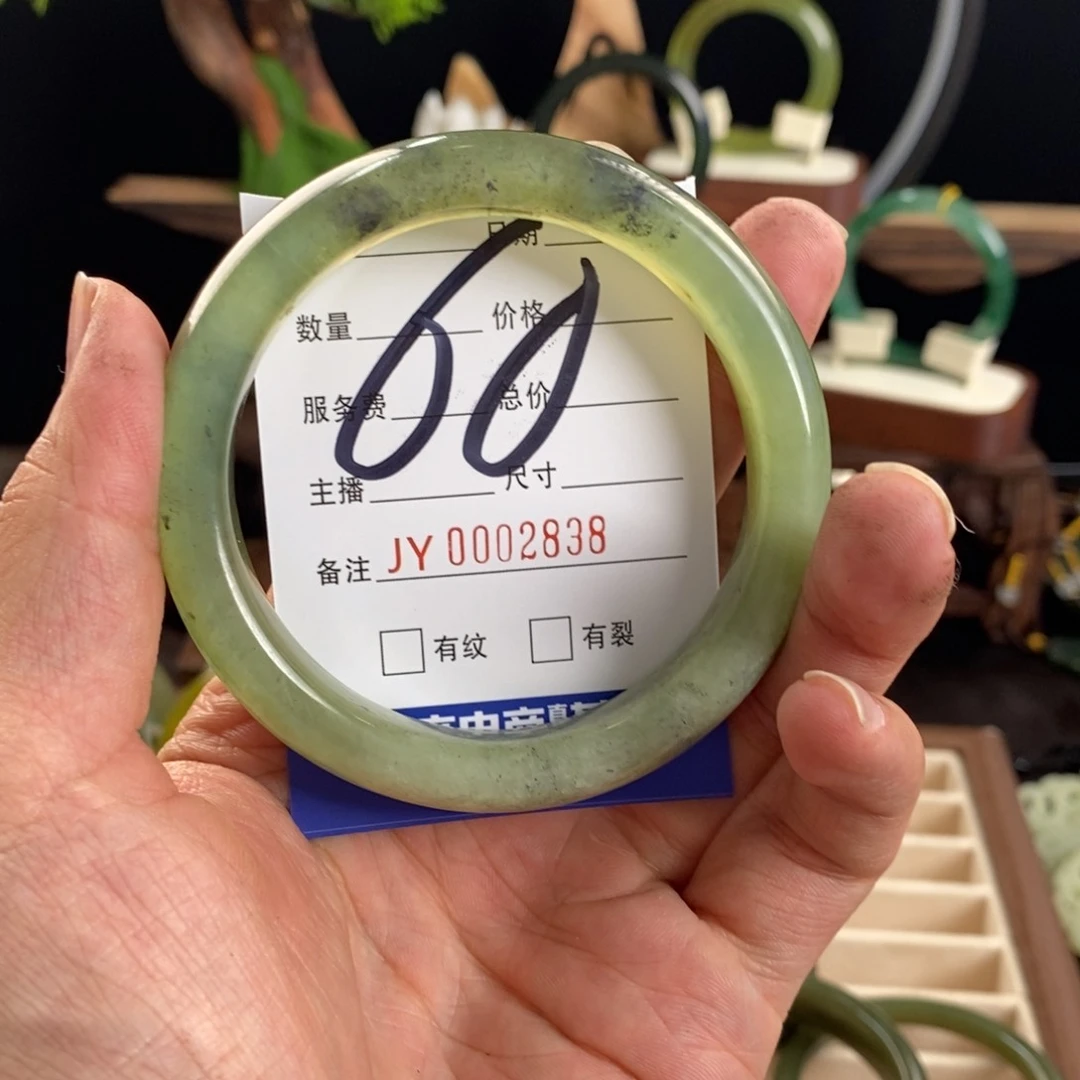 日期
数量 价格
60
服务费 总价
主播 尺寸
备注 JY 0002838
有纹 有裂